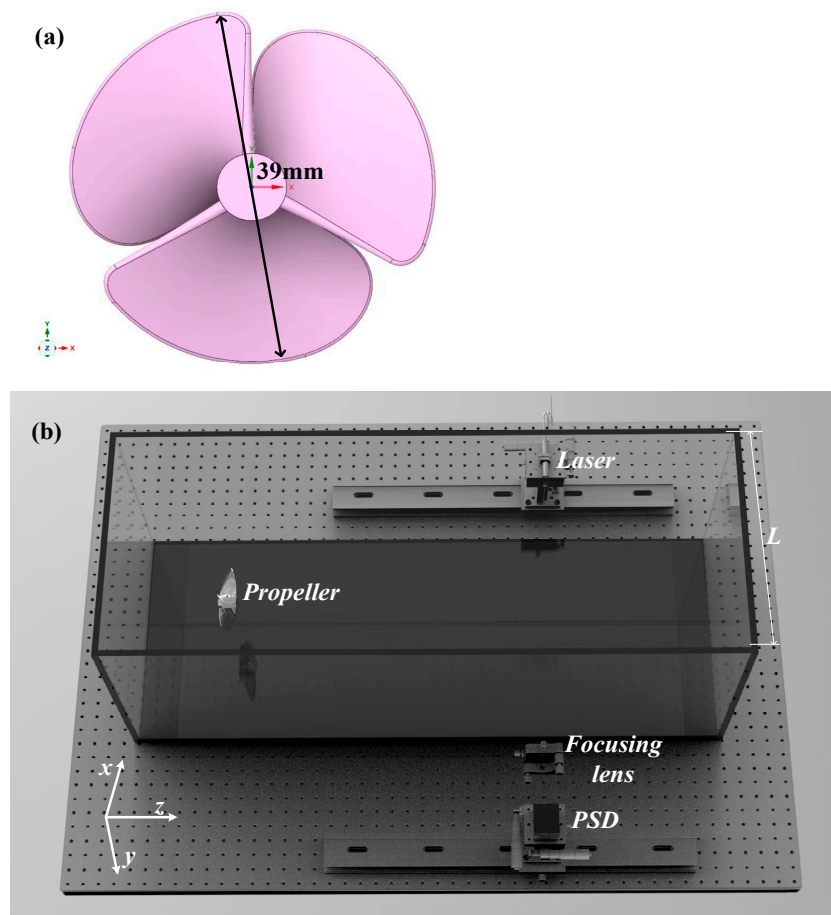 (a)
Y
39mm
X
Y
Z
X
(b)
Laser
L
Propeller
Focusing
lens
x
z
PSD
y